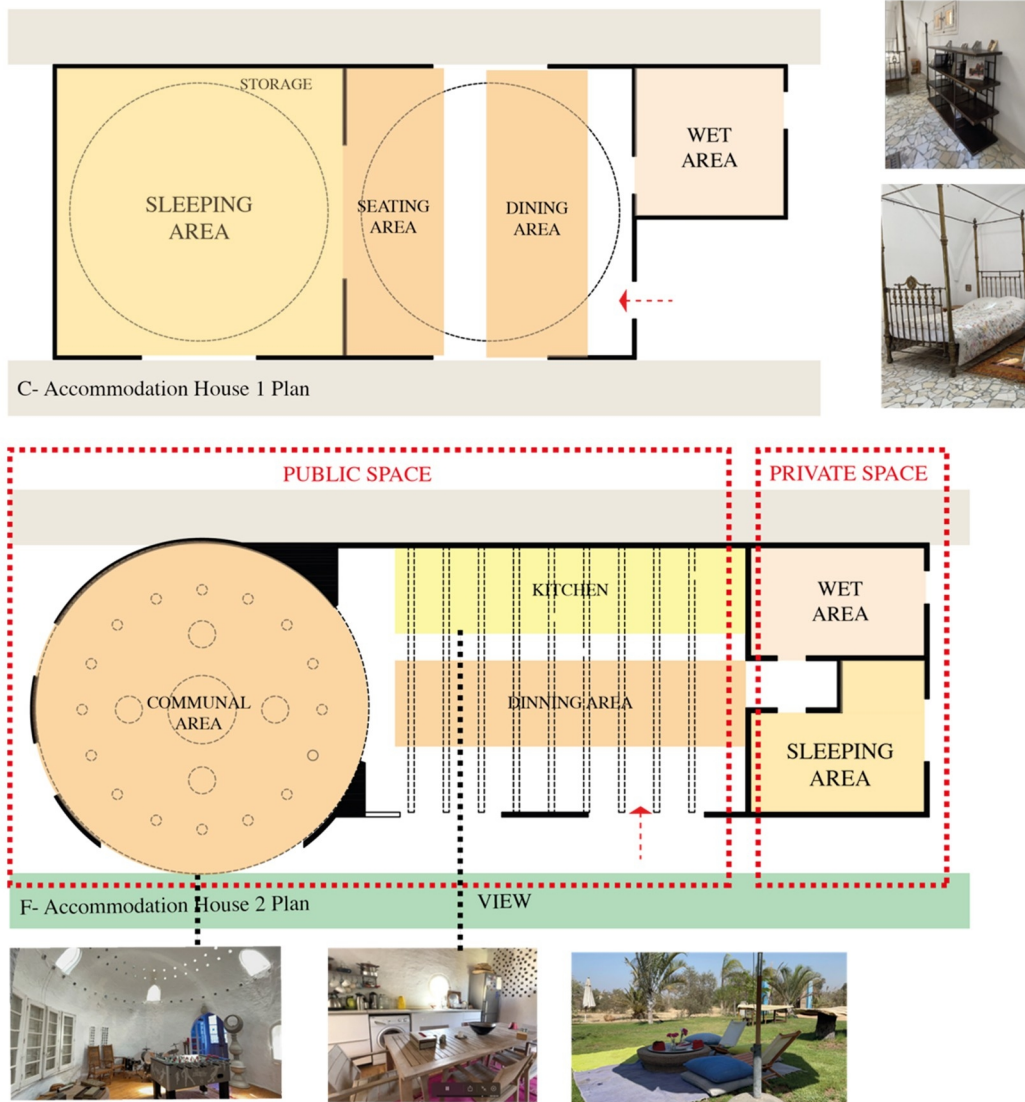 STORAGE
SLEEPING
AREA
SEATING
AREA
DINING
AREA
WET
AREA
C- Accommodation House 1 Plan
PUBLIC SPACE
PRIVATE SPACE
KITCHEN
WET
AREA
COMMUNAL
AREA
DINNING AREA
SLEEPING
AREA
F- Accommodation House 2 Plan
VIEW